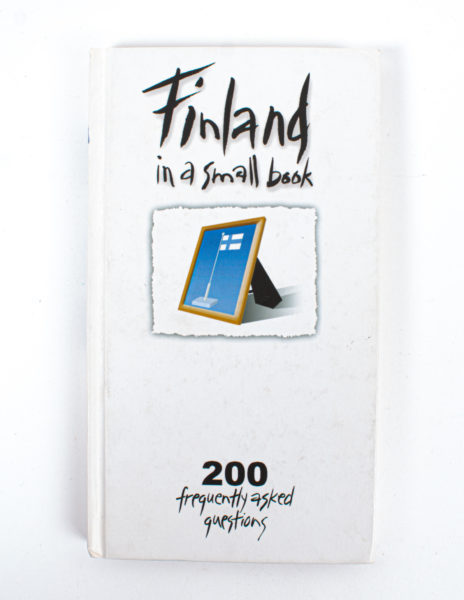 Finland
in a small book
200
frequently asked
questions